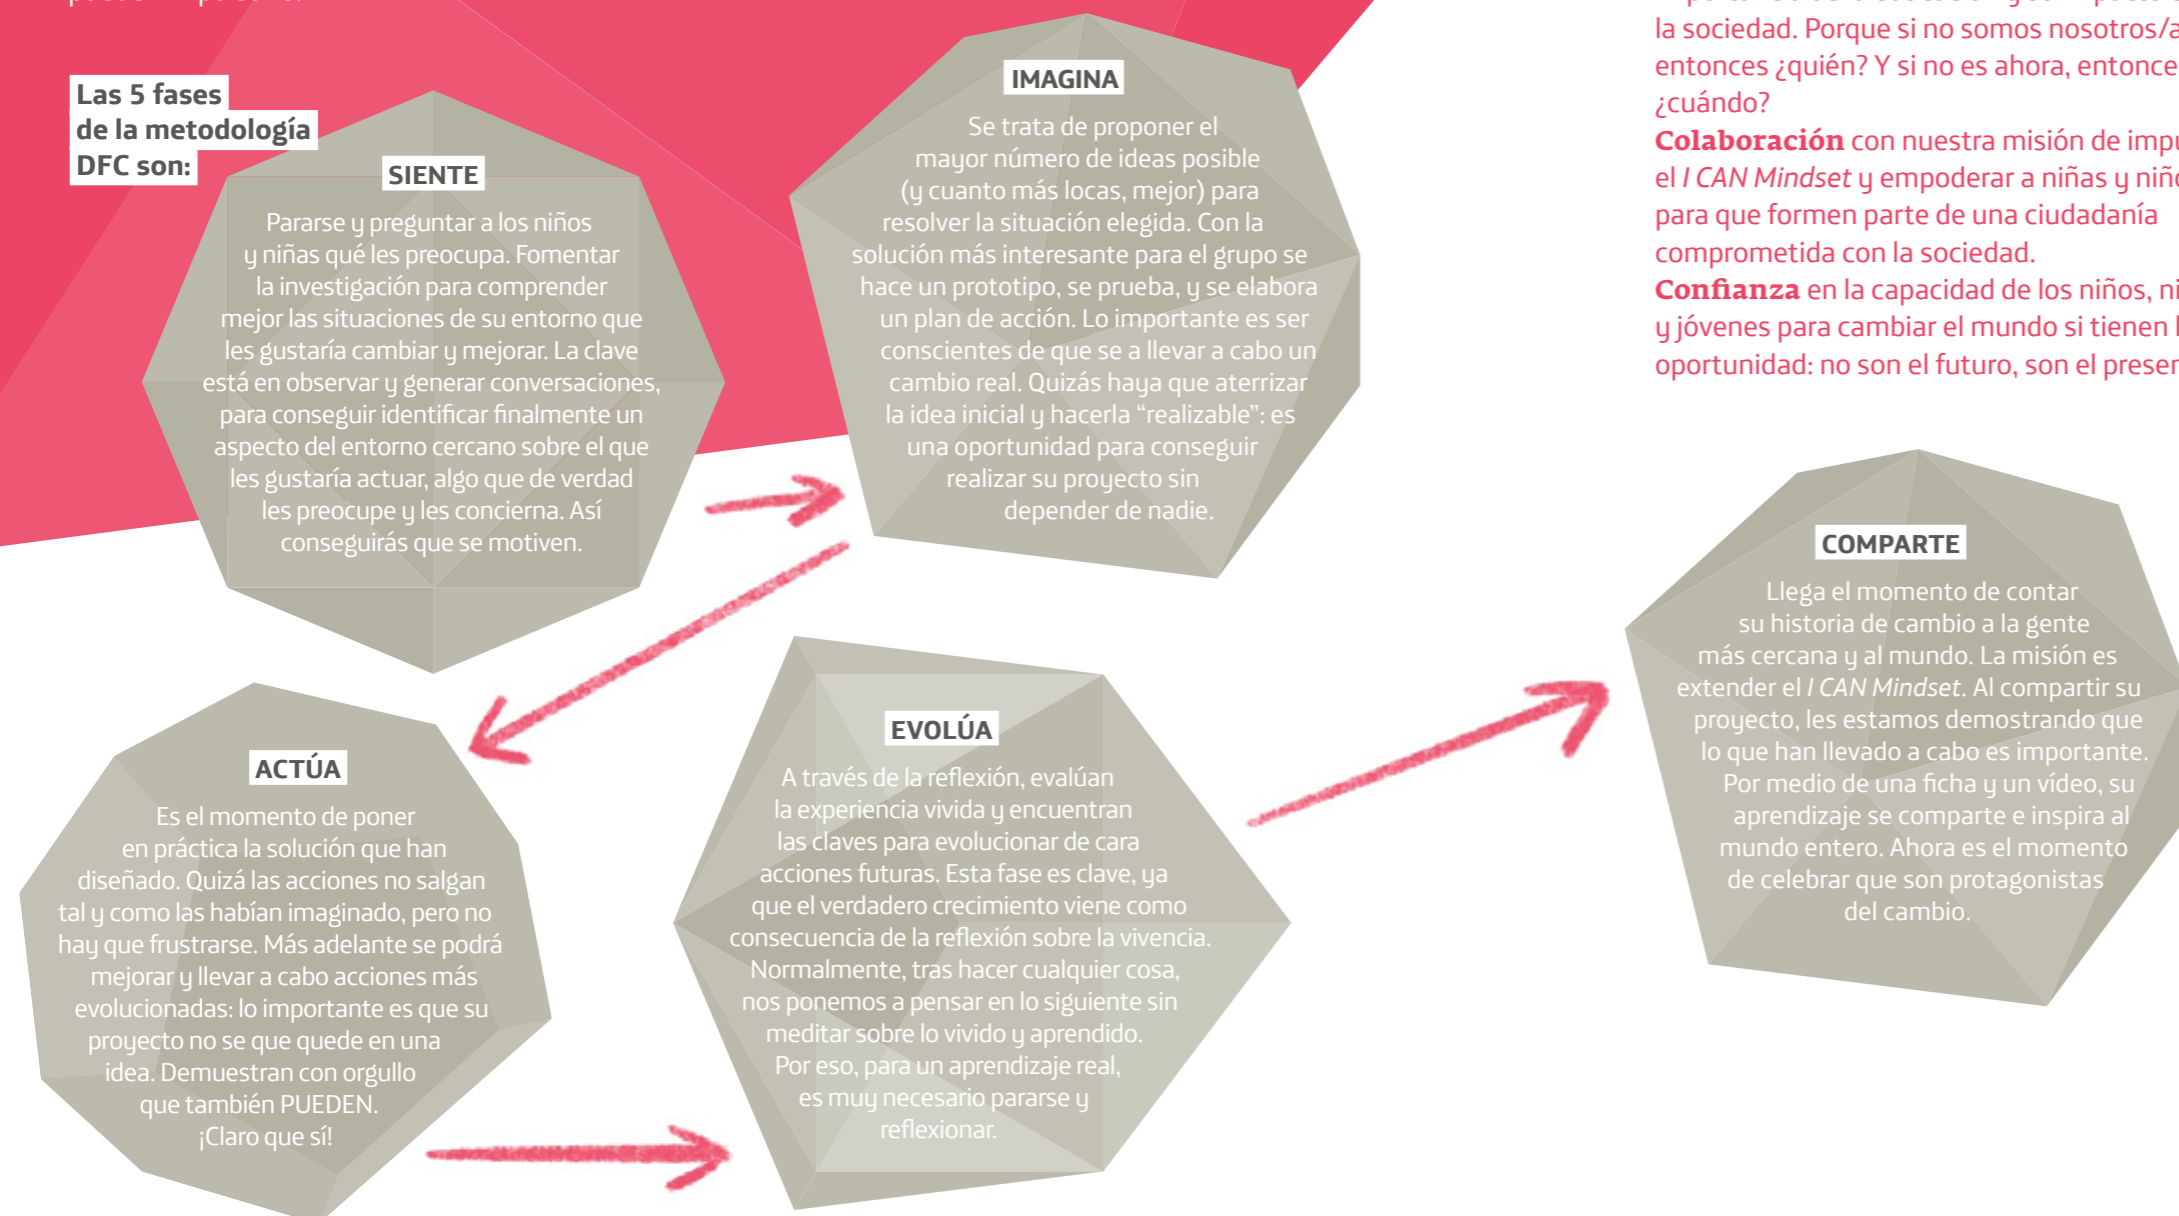 Las 5 fases
de la metodología
DFC son:
SIENTE
Pararse y preguntar a los niños
y niñas qué les preocupa. Fomentar
la investigación para comprender
mejor las situaciones de su entorno que
les gustaría cambiar y mejorar. La clave
está en observar y generar conversaciones,
para conseguir identificar finalmente un
aspecto del entorno cercano sobre el que
les gustaría actuar, algo que de verdad
les preocupe y les concierna. Así
conseguirás que se motiven.
IMAGINA
Se trata de proponer el
mayor número de ideas posible
(y cuanto más locas, mejor) para
resolver la situación elegida. Con la
solución más interesante para el grupo se
hace un prototipo, se prueba, y se elabora
un plan de acción. Lo importante es ser
conscientes de que se a llevar a cabo un
cambio real. Quizás haya que aterrizar
la idea inicial y hacerla “realizable”: es
una oportunidad para conseguir
realizar su proyecto sin
depender de nadie.
ACTÚA
Es el momento de poner
en práctica la solución que han
diseñado. Quizá las acciones no salgan
tal y como las habían imaginado, pero no
hay que frustrarse. Más adelante se podrá
mejorar y llevar a cabo acciones más
evolucionadas: lo importante es que su
proyecto no se que quede en una
idea. Demuestran con orgullo
que también PUEDEN.
¡Claro que sí!
EVOLÚA
A través de la reflexión, evalúan
la experiencia vivida y encuentran
las claves para evolucionar de cara
acciones futuras. Esta fase es clave, ya
que el verdadero crecimiento viene como
consecuencia de la reflexión sobre la vivencia.
Normalmente, tras hacer cualquier cosa,
nos ponemos a pensar en lo siguiente sin
meditar sobre lo vivido y aprendido.
Por eso, para un aprendizaje real,
es muy necesario pararse y
reflexionar.
la sociedad. Porque si no somos nosotros/a
entonces ¿quién? Y si no es ahora, entonce
¿cuándo?
Colaboración con nuestra misión de impu
el I CAN Mindset y empoderar a niñas y niño
para que formen parte de una ciudadanía
comprometida con la sociedad.
Confianza en la capacidad de los niños, ni
y jóvenes para cambiar el mundo si tienen l
oportunidad: no son el futuro, son el preser
COMPARTE
Llega el momento de contar
su historia de cambio a la gente
más cercana y al mundo. La misión es
extender el I CAN Mindset. Al compartir su
proyecto, les estamos demostrando que
lo que han llevado a cabo es importante.
Por medio de una ficha y un vídeo, su
aprendizaje se comparte e inspira al
mundo entero. Ahora es el momento
de celebrar que son protagonistas
del cambio.